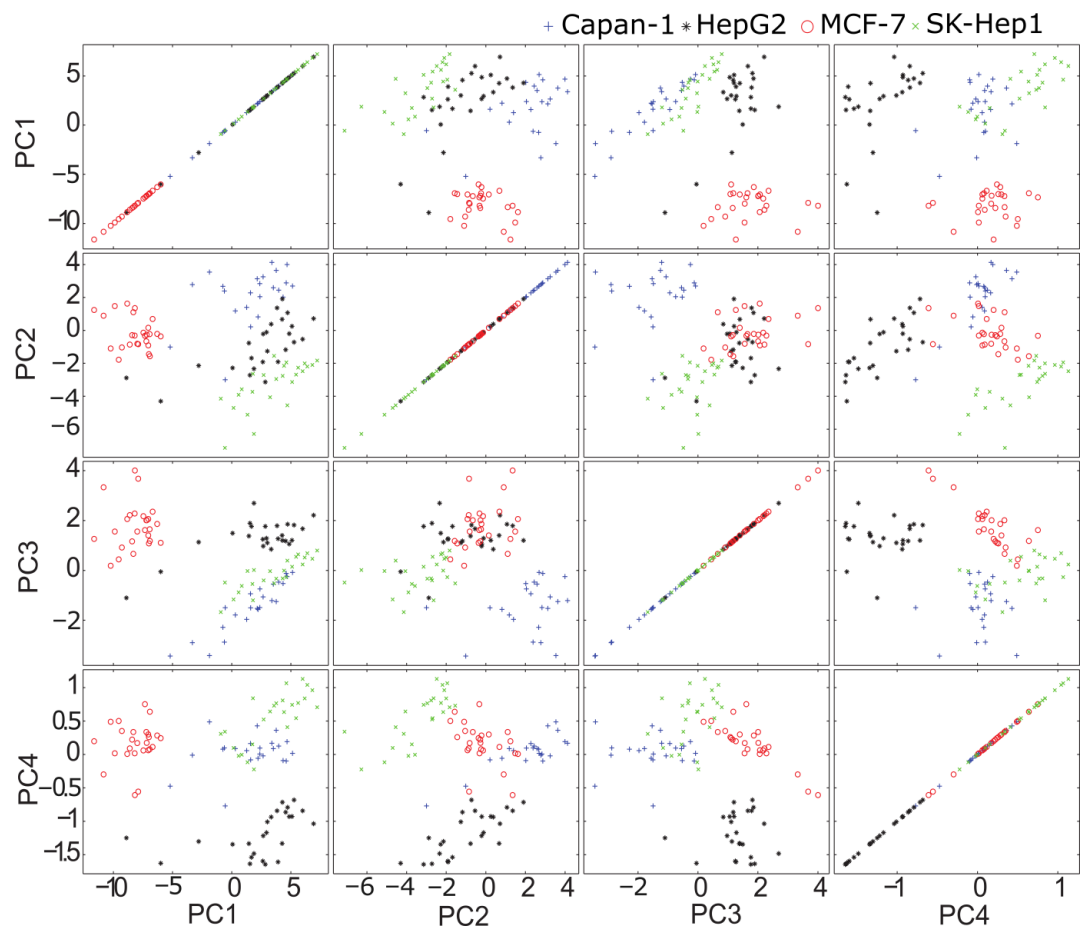 + Capan-1 * HepG2 ○ MCF-7 × SK-Hep1
PC1
5
0
−5
−10
PC2
4
2
0
−2
−4
−6
PC3
4
2
0
−2
PC4
1
0.5
0
−0.5
−1
−1.5
−10 −5 0 5 −6 −4 −2 0 2 4 −2 0 2 4 −1 0 1
PC1 PC2 PC3 PC4